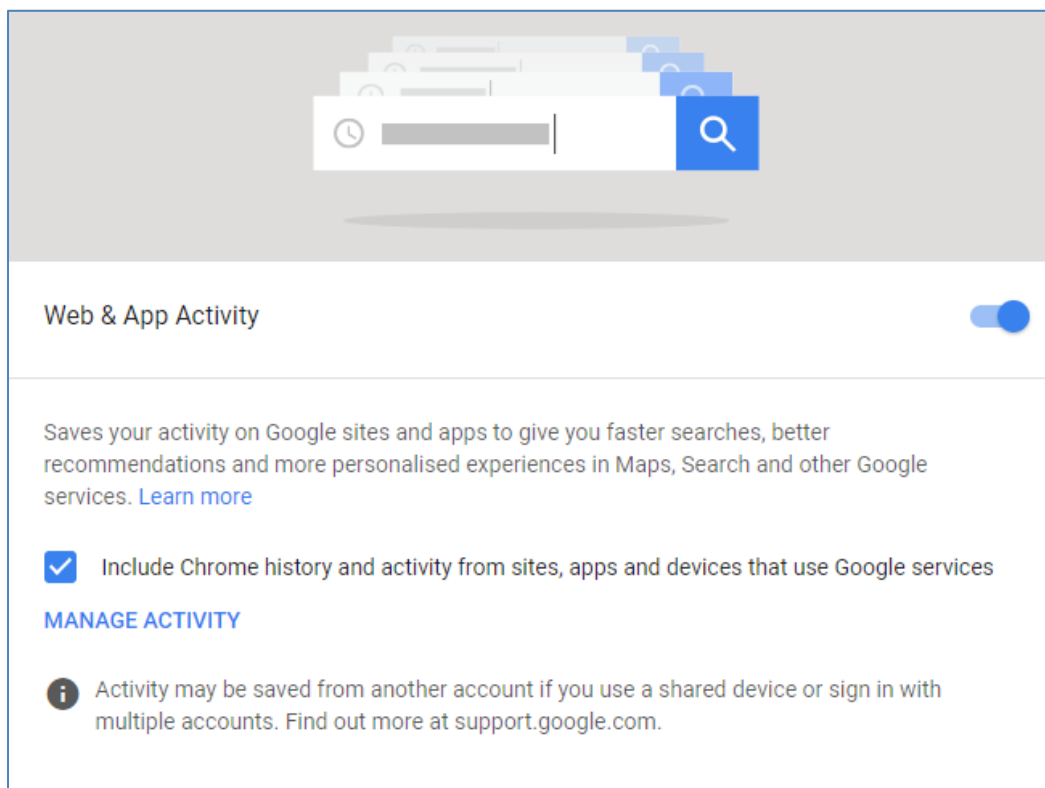 Web & App Activity
Saves your activity on Google sites and apps to give you faster searches, better
recommendations and more personalised experiences in Maps, Search and other Google
services. Learn more
Include Chrome history and activity from sites, apps and devices that use Google services
MANAGE ACTIVITY
Activity may be saved from another account if you use a shared device or sign in with
multiple accounts. Find out more at support.google.com.